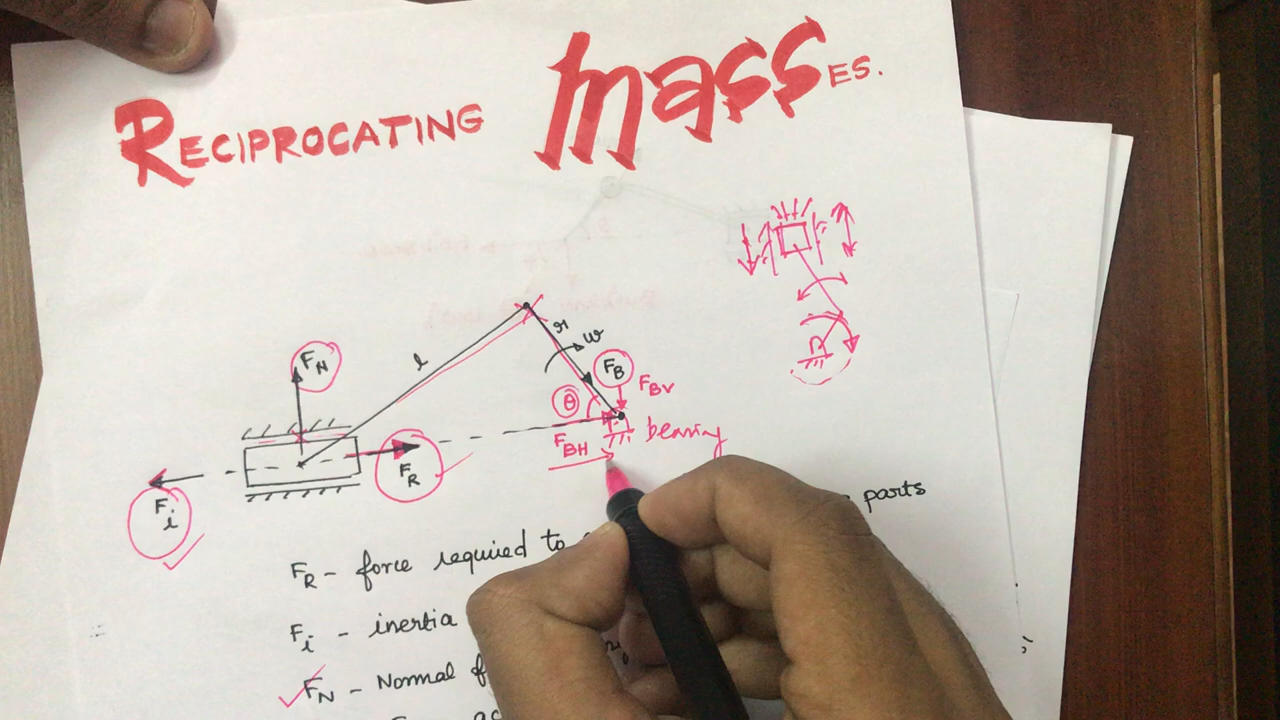 RECIPROCATING MASSES.
FN
l
r
ω
FB
FBV
θ
FBH
bearing
FR
Fi
parts
FR - force required to
Fi - inertia
FN - Normal f